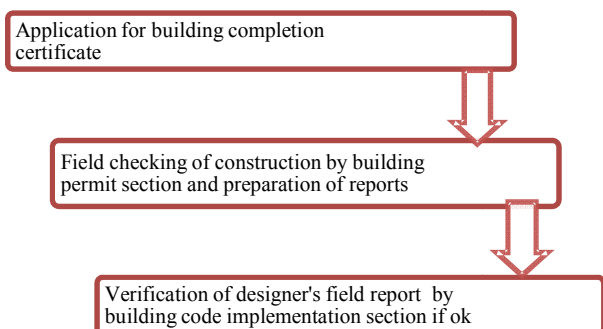 Application for building completion
certificate
Field checking of construction by building
permit section and preparation of reports
Verification of designer's field report by
building code implementation section if ok